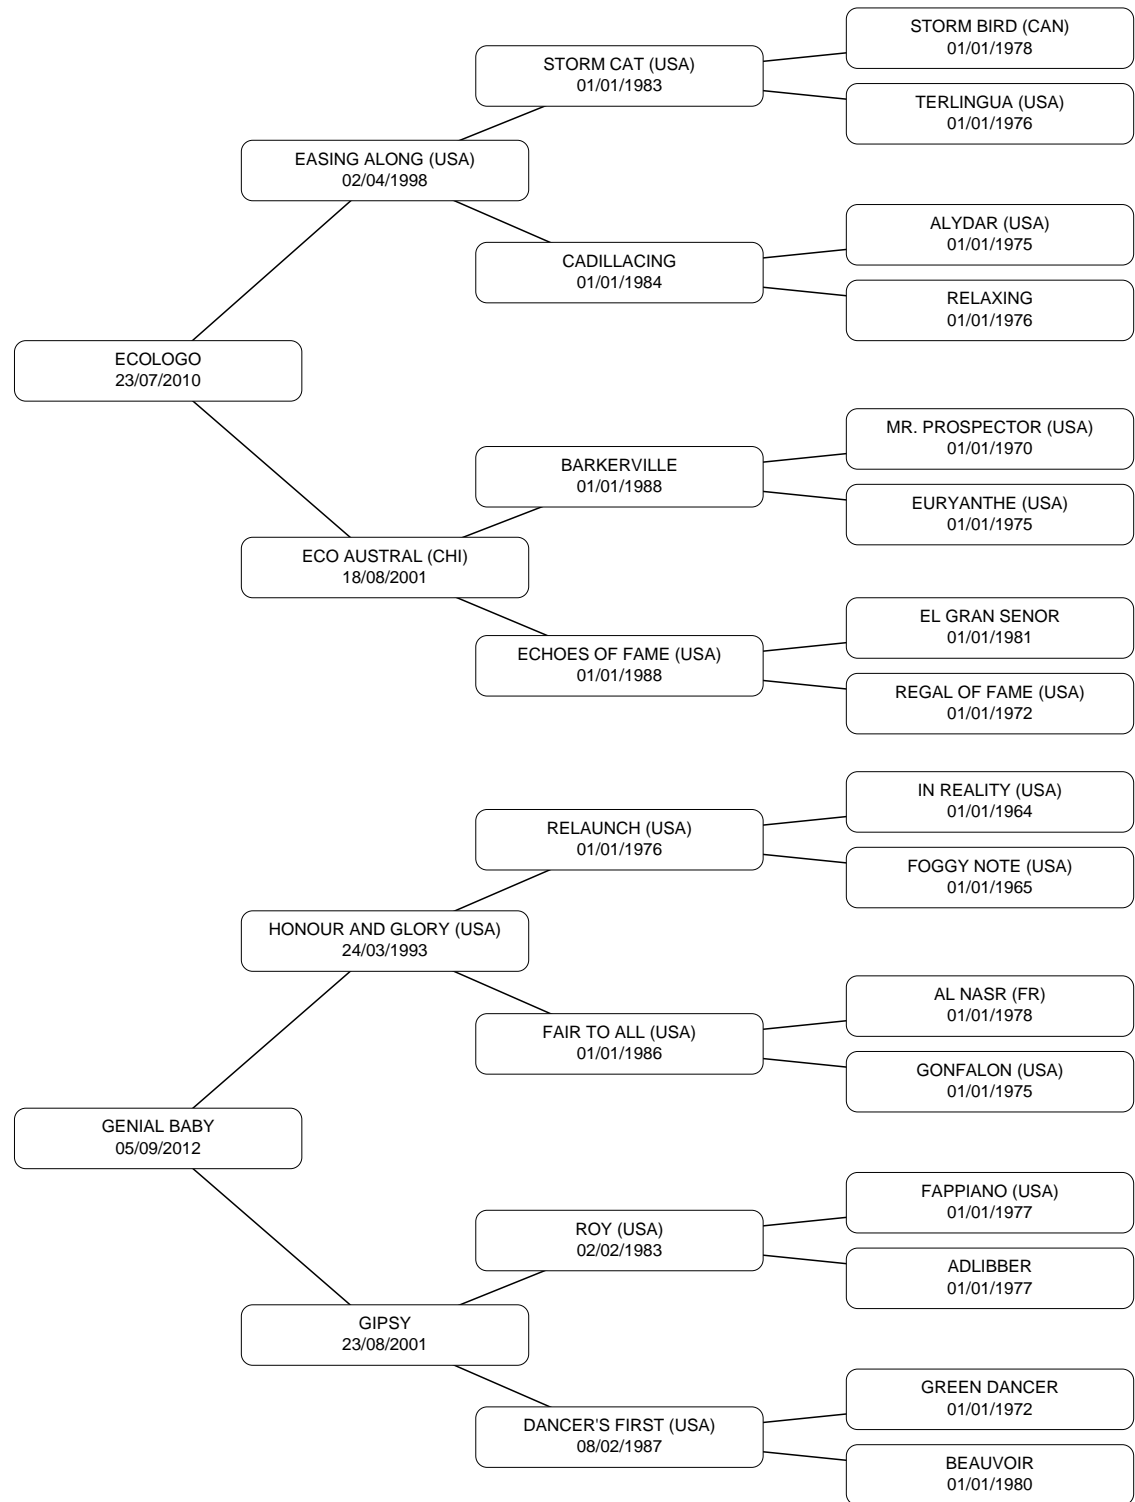 STORM BIRD (CAN)
01/01/1978
STORM CAT (USA)
01/01/1983
TERLINGUA (USA)
01/01/1976
EASING ALONG (USA)
02/04/1998
ALYDAR (USA)
01/01/1975
CADILLACING
01/01/1984
RELAXING
01/01/1976
ECOLOGO
23/07/2010
MR. PROSPECTOR (USA)
01/01/1970
BARKERVILLE
01/01/1988
EURYANTHE (USA)
01/01/1975
ECO AUSTRAL (CHI)
18/08/2001
EL GRAN SENOR
01/01/1981
ECHOES OF FAME (USA)
01/01/1988
REGAL OF FAME (USA)
01/01/1972
IN REALITY (USA)
01/01/1964
RELAUNCH (USA)
01/01/1976
FOGGY NOTE (USA)
01/01/1965
HONOUR AND GLORY (USA)
24/03/1993
AL NASR (FR)
01/01/1978
FAIR TO ALL (USA)
01/01/1986
GONFALON (USA)
01/01/1975
GENIAL BABY
05/09/2012
FAPPIANO (USA)
01/01/1977
ROY (USA)
02/02/1983
ADLIBBER
01/01/1977
GIPSY
23/08/2001
GREEN DANCER
01/01/1972
DANCER'S FIRST (USA)
08/02/1987
BEAUVOIR
01/01/1980